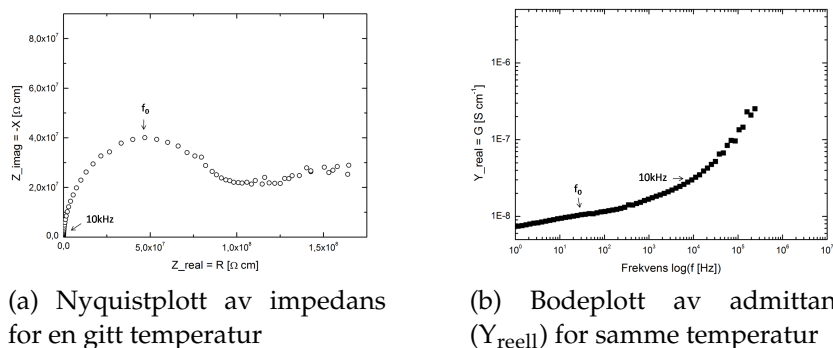 8,0x10⁷
6,0x10⁷
4,0x10⁷
2,0x10⁷
0,0
Z_imag = -X [Ω cm]
f₀
10kHz
0,0
5,0x10⁷
1,0x10⁸
1,5x10⁸
Z_real = R [Ω cm]
(a) Nyquistplott av impedans
for en gitt temperatur
1E-6
1E-7
1E-8
Y_real = G [S cm⁻¹]
10kHz
f₀
10⁰
10¹
10²
10³
10⁴
10⁵
10⁶
10⁷
Frekvens log(f [Hz])
(b) Bodeplott av admittan
(Y_reell) for samme temperatur